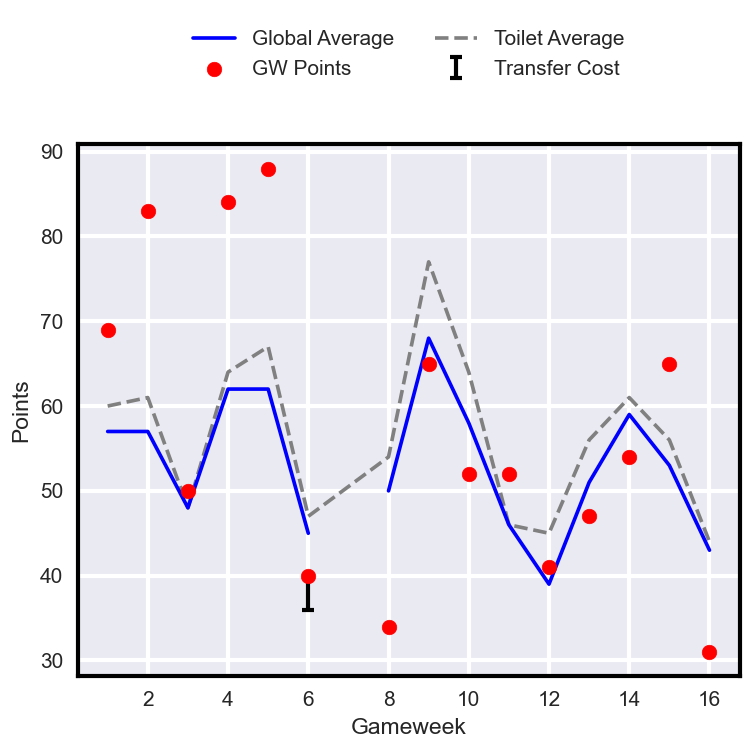 Global Average
Toilet Average
GW Points
Transfer Cost
90
80
70
60
50
40
30
Points
2 4 6 8 10 12 14 16
Gameweek